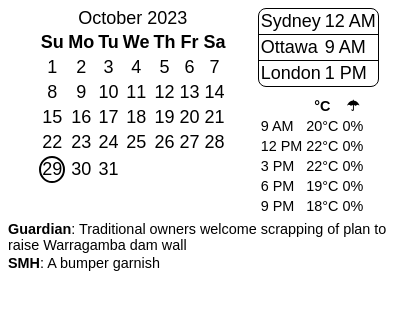 October 2023
Su Mo Tu We Th Fr Sa
1 2 3 4 5 6 7
8 9 10 11 12 13 14
15 16 17 18 19 20 21
22 23 24 25 26 27 28
29 30 31
Sydney 12 AM
Ottawa 9 AM
London 1 PM
°C ☂
9 AM 20°C 0%
12 PM 22°C 0%
3 PM 22°C 0%
6 PM 19°C 0%
9 PM 18°C 0%
Guardian: Traditional owners welcome scrapping of plan to
raise Warragamba dam wall
SMH: A bumper garnish